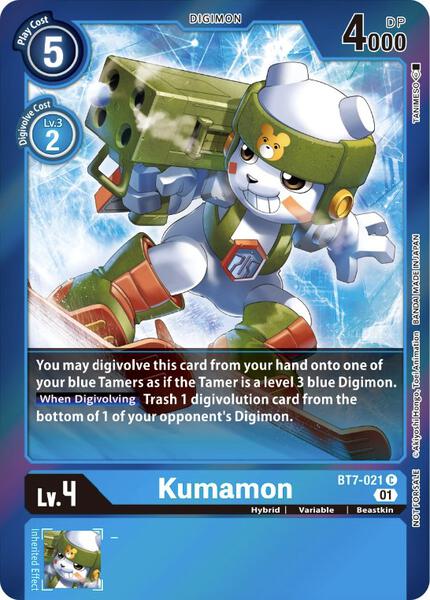 DIGIMON
Play Cost
5
DP
4000
Digivolve Cost
Lv.3
2
TANIMESO
You may digivolve this card from your hand onto one of
your blue Tamers as if the Tamer is a level 3 blue Digimon.
When Digivolving Trash 1 digivolution card from the
bottom of 1 of your opponent's Digimon.
© Akiyoshi Hongo, Toei Animation BANDAI MADE IN JAPAN
NOT FOR SALE
BT7-021 C
01
Lv.4
Kumamon
Hybrid | Variable | Beastkin
Inherited Effect
–